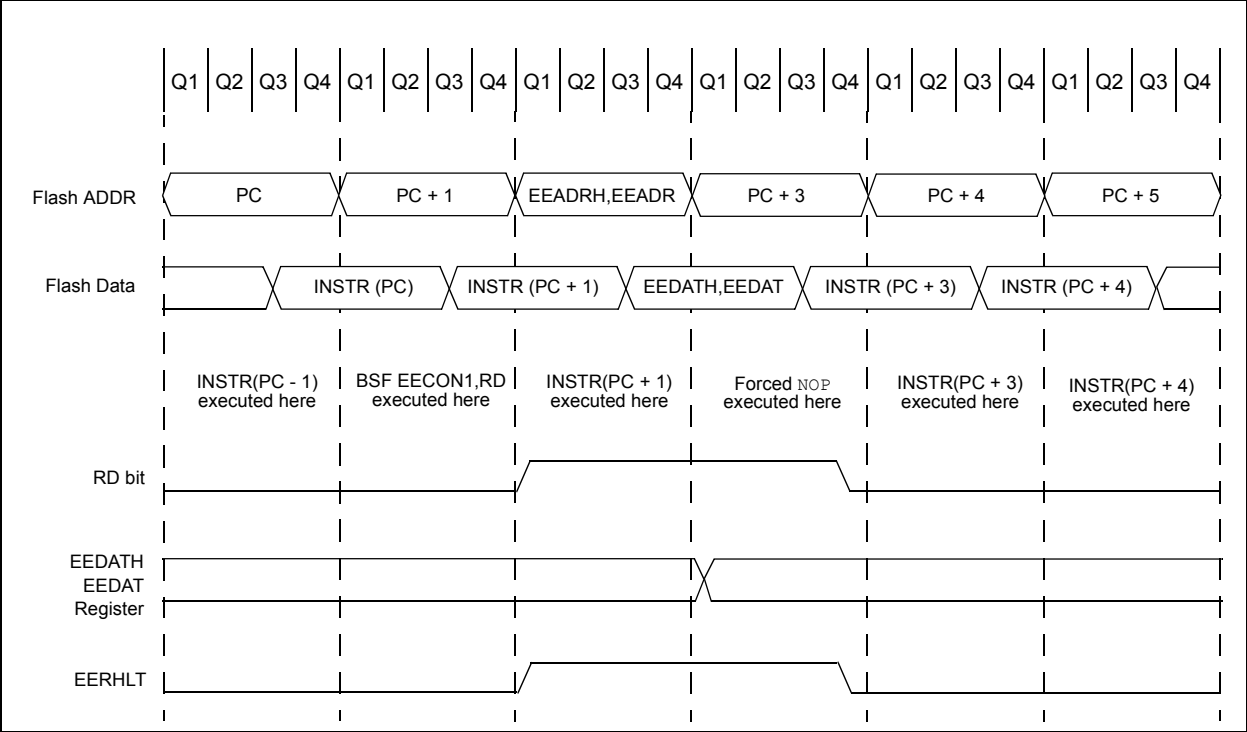 Q1 Q2 Q3 Q4 Q1 Q2 Q3 Q4 Q1 Q2 Q3 Q4 Q1 Q2 Q3 Q4 Q1 Q2 Q3 Q4 Q1 Q2 Q3 Q4
Flash ADDR PC PC + 1 EEADRH,EEADR PC + 3 PC + 4 PC + 5
Flash Data INSTR (PC) INSTR (PC + 1) EEDATH,EEDAT INSTR (PC + 3) INSTR (PC + 4)
INSTR(PC - 1)
executed here
BSF EECON1,RD
executed here
INSTR(PC + 1)
executed here
Forced NOP
executed here
INSTR(PC + 3)
executed here
INSTR(PC + 4)
executed here
RD bit
EEDATH
EEDAT
Register
EERHLT